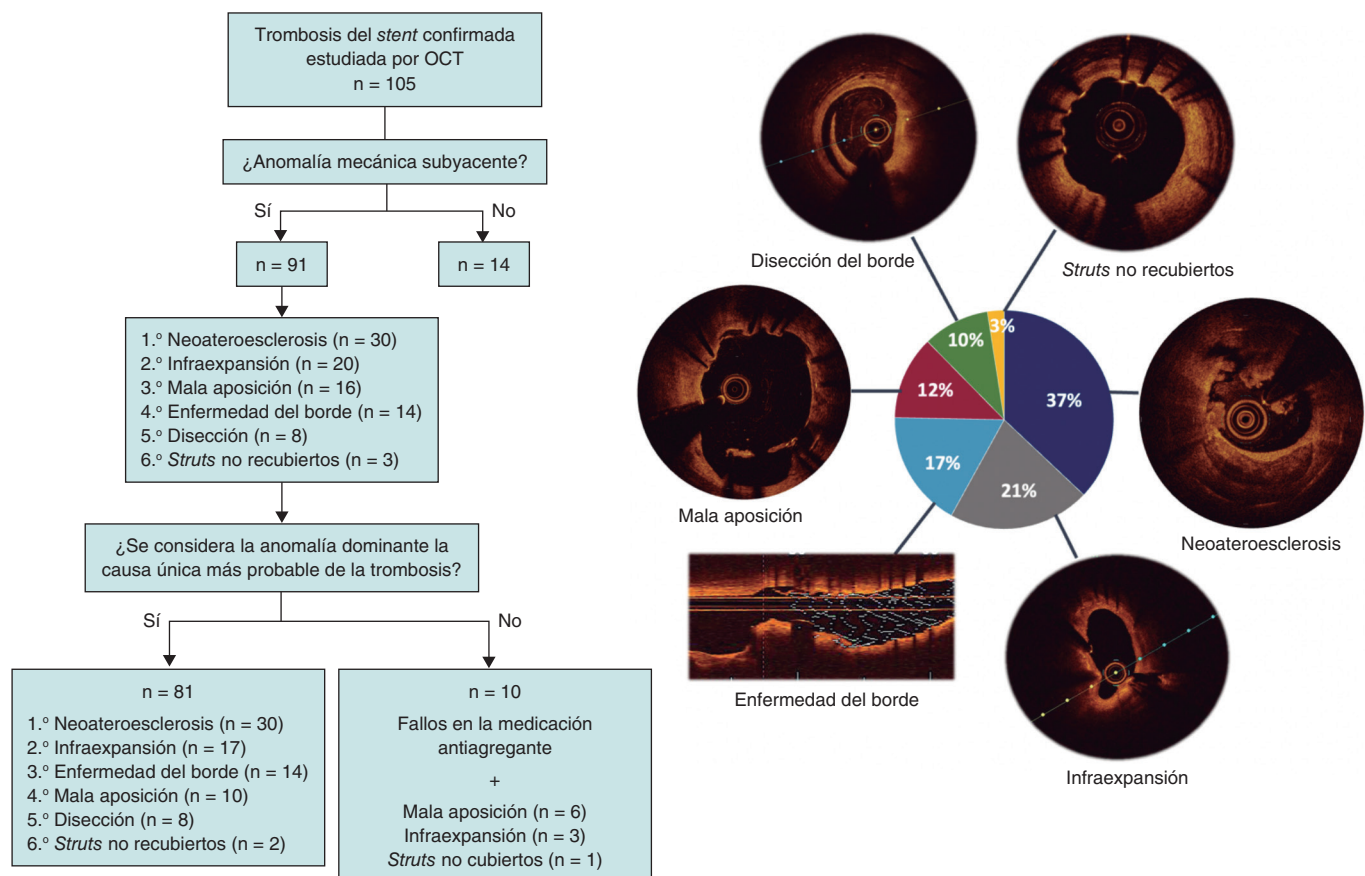 Trombosis del stent confirmada
estudiada por OCT
n = 105
¿Anomalía mecánica subyacente?
Sí
No
n = 91
n = 14
1.º Neoateroesclerosis (n = 30)
2.º Infraexpansión (n = 20)
3.º Mala aposición (n = 16)
4.º Enfermedad del borde (n = 14)
5.º Disección (n = 8)
6.º Struts no recubiertos (n = 3)
¿Se considera la anomalía dominante la
causa única más probable de la trombosis?
Sí
No
n = 81
1.º Neoateroesclerosis (n = 30)
2.º Infraexpansión (n = 17)
3.º Enfermedad del borde (n = 14)
4.º Mala aposición (n = 10)
5.º Disección (n = 8)
6.º Struts no recubiertos (n = 2)
n = 10
Fallos en la medicación
antiagregante
+
Mala aposición (n = 6)
Infraexpansión (n = 3)
Struts no cubiertos (n = 1)
Disección del borde
Struts no recubiertos
Mala aposición
Neoateroesclerosis
Enfermedad del borde
Infraexpansión
3%
10%
12%
37%
17%
21%